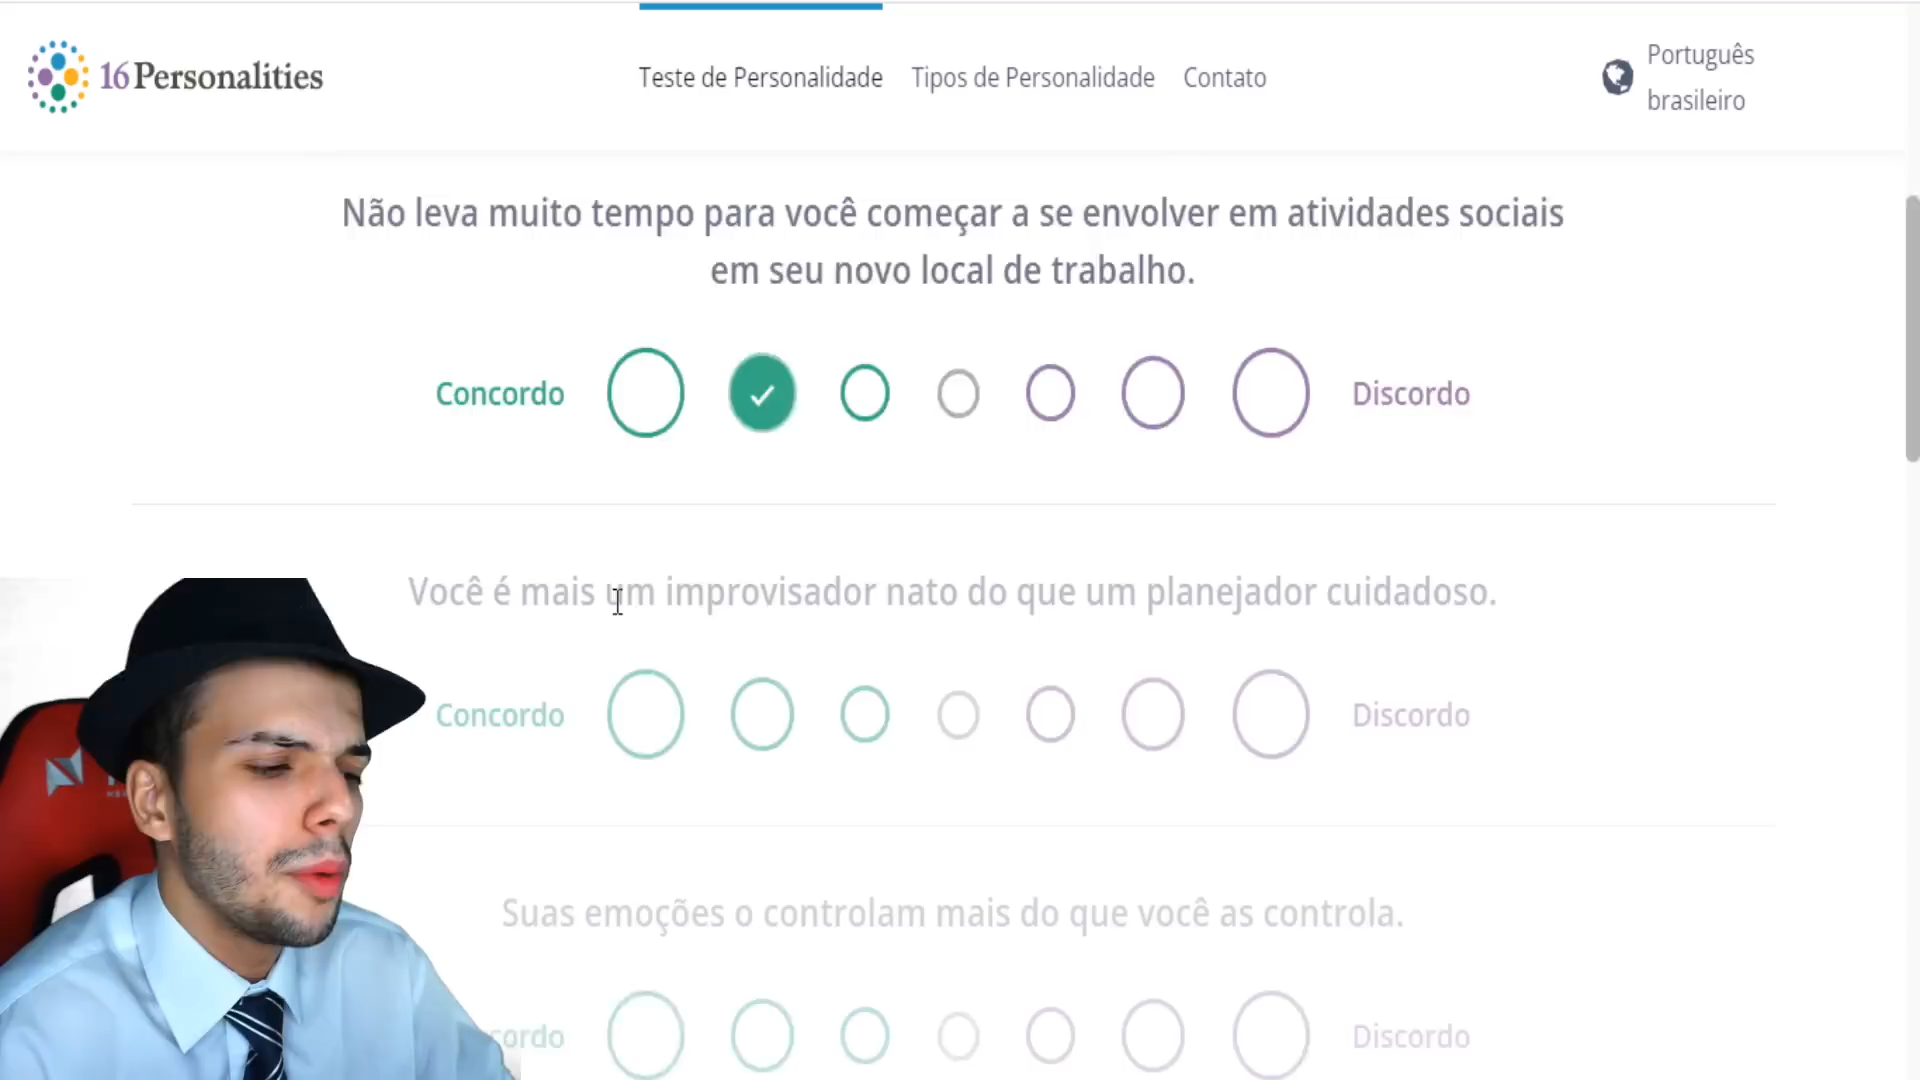 16Personalities
Teste de Personalidade
Tipos de Personalidade
Contato
Português
brasileiro
Não leva muito tempo para você começar a se envolver em atividades sociais
em seu novo local de trabalho.
Concordo
Discordo
Você é mais um improvisador nato do que um planejador cuidadoso.
Concordo
Discordo
Suas emoções o controlam mais do que você as controla.
cordo
Discordo